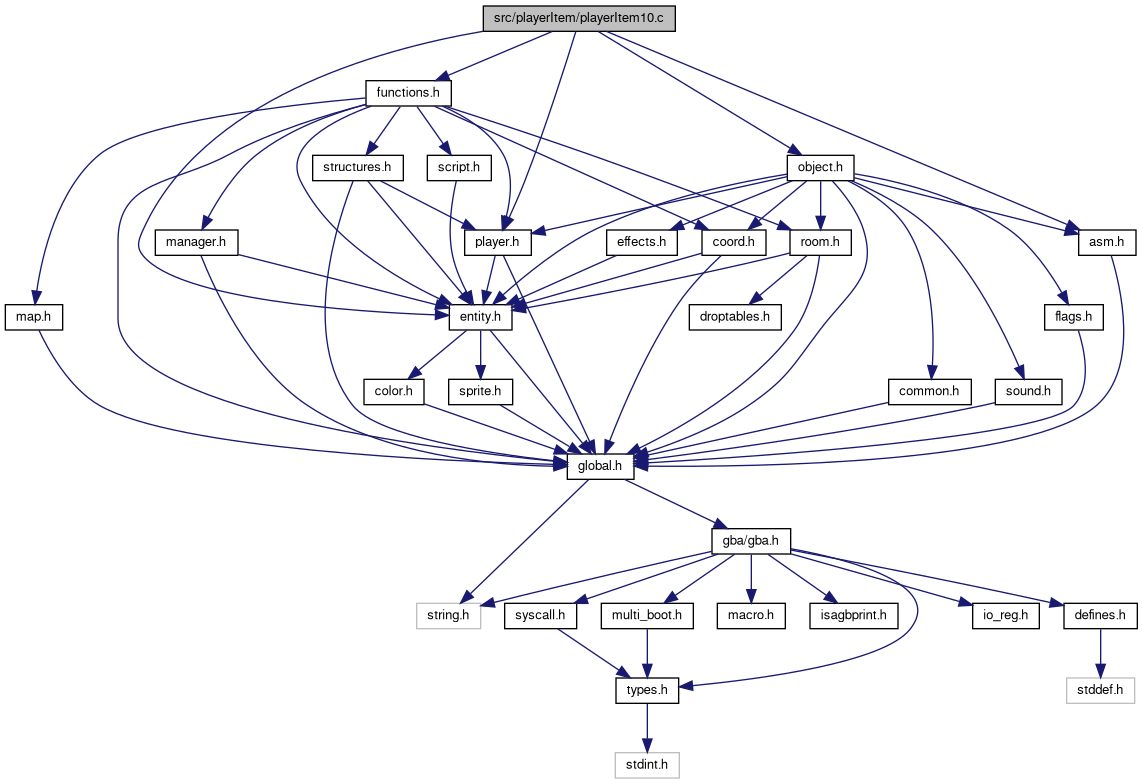 src/playerItem/playerItem10.c
functions.h
structures.h
script.h
object.h
manager.h
player.h
effects.h
coord.h
room.h
asm.h
map.h
entity.h
droptables.h
flags.h
color.h
sprite.h
common.h
sound.h
global.h
gba/gba.h
string.h
syscall.h
multi_boot.h
macro.h
isagbprint.h
io_reg.h
defines.h
types.h
stddef.h
stdint.h